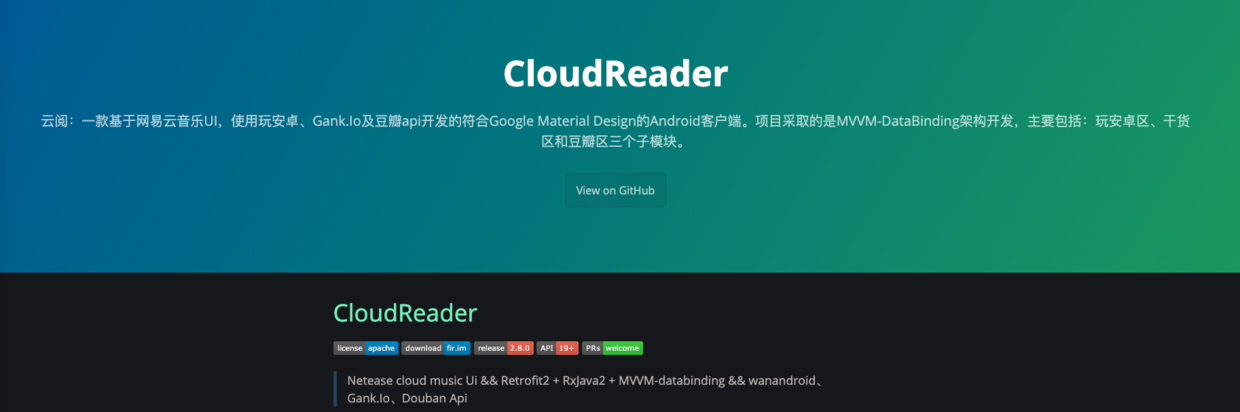 CloudReader
云阅：一款基于网易云音乐UI，使用玩安卓、Gank.Io及豆瓣api开发的符合Google Material Design的Android客户端。项目采取的是MVVM-DataBinding架构开发，主要包括：玩安卓区、干货
区和豆瓣区三个子模块。
View on GitHub
CloudReader
license apache download fir.im release 2.8.0 API 19+ PRs welcome
Netease cloud music Ui && Retrofit2 + RxJava2 + MVVM-databinding && wanandroid、
Gank.Io、Douban Api